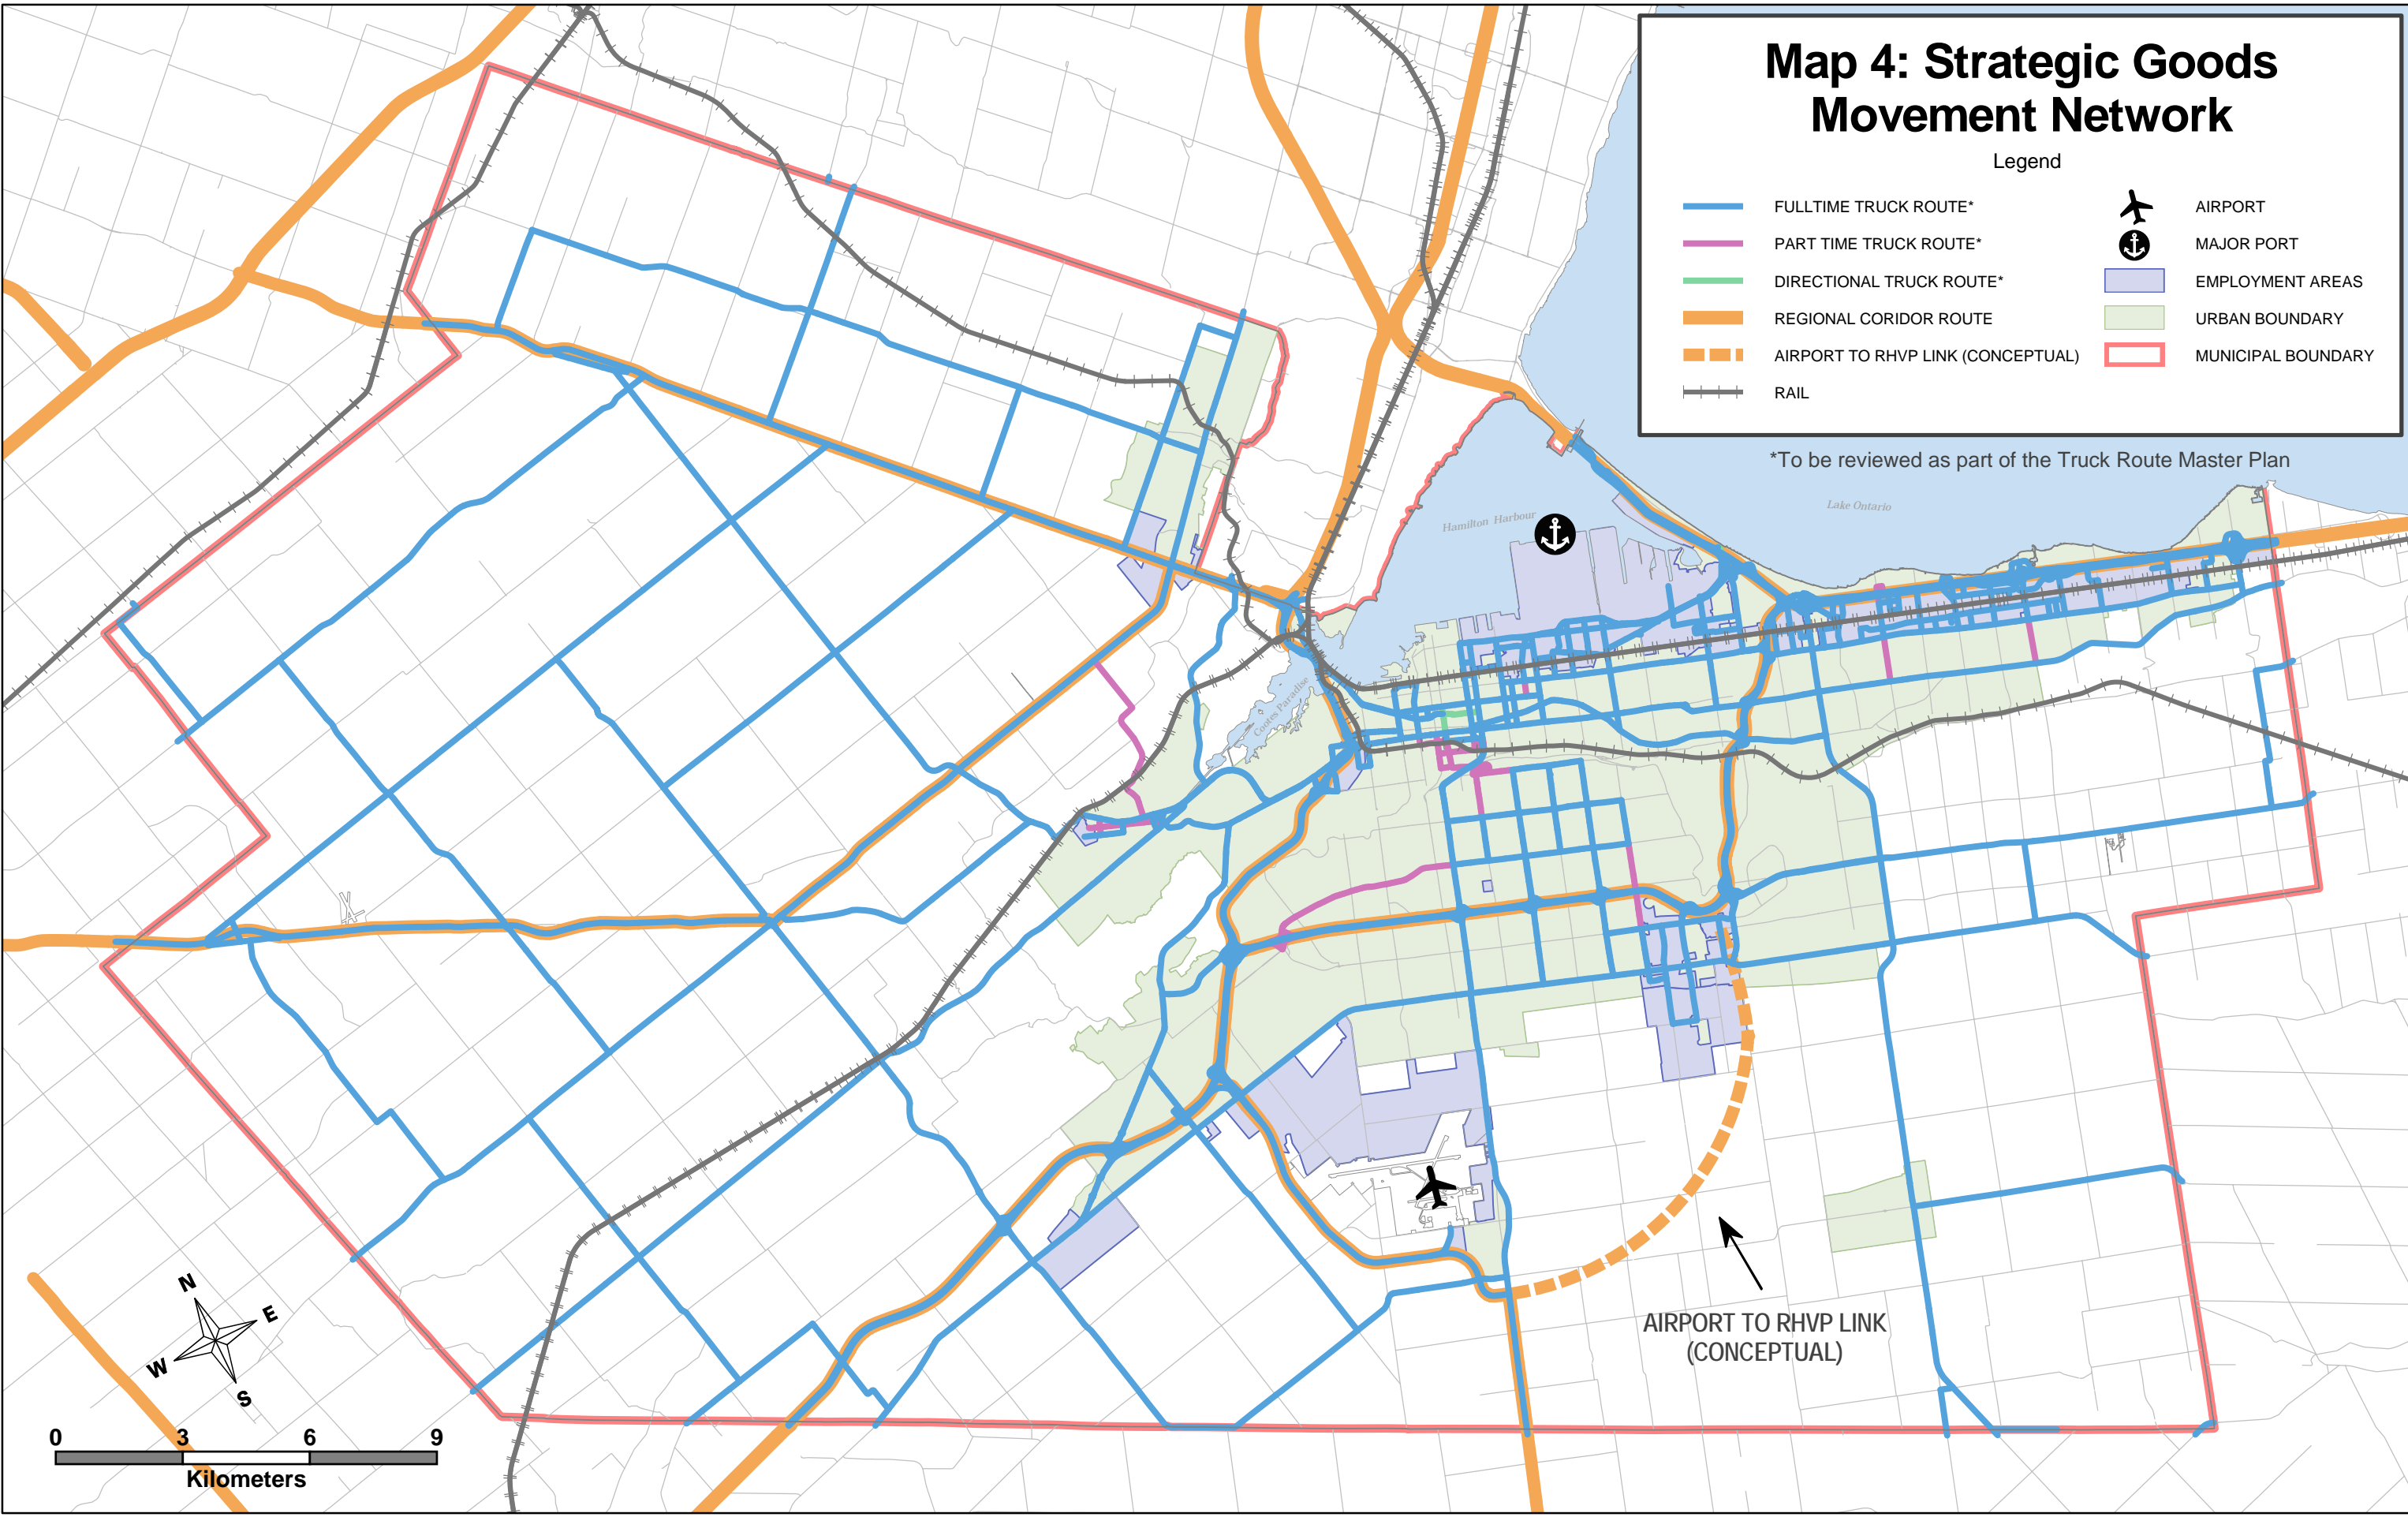 Map 4: Strategic Goods
Movement Network
Legend
FULLTIME TRUCK ROUTE*
PART TIME TRUCK ROUTE*
DIRECTIONAL TRUCK ROUTE*
REGIONAL CORIDOR ROUTE
AIRPORT TO RHVP LINK (CONCEPTUAL)
RAIL
AIRPORT
MAJOR PORT
EMPLOYMENT AREAS
URBAN BOUNDARY
MUNICIPAL BOUNDARY
*To be reviewed as part of the Truck Route Master Plan
Lake Ontario
Hamilton Harbour
Cootes Paradise
AIRPORT TO RHVP LINK
(CONCEPTUAL)
N
E
W
S
0 3 6 9
Kilometers